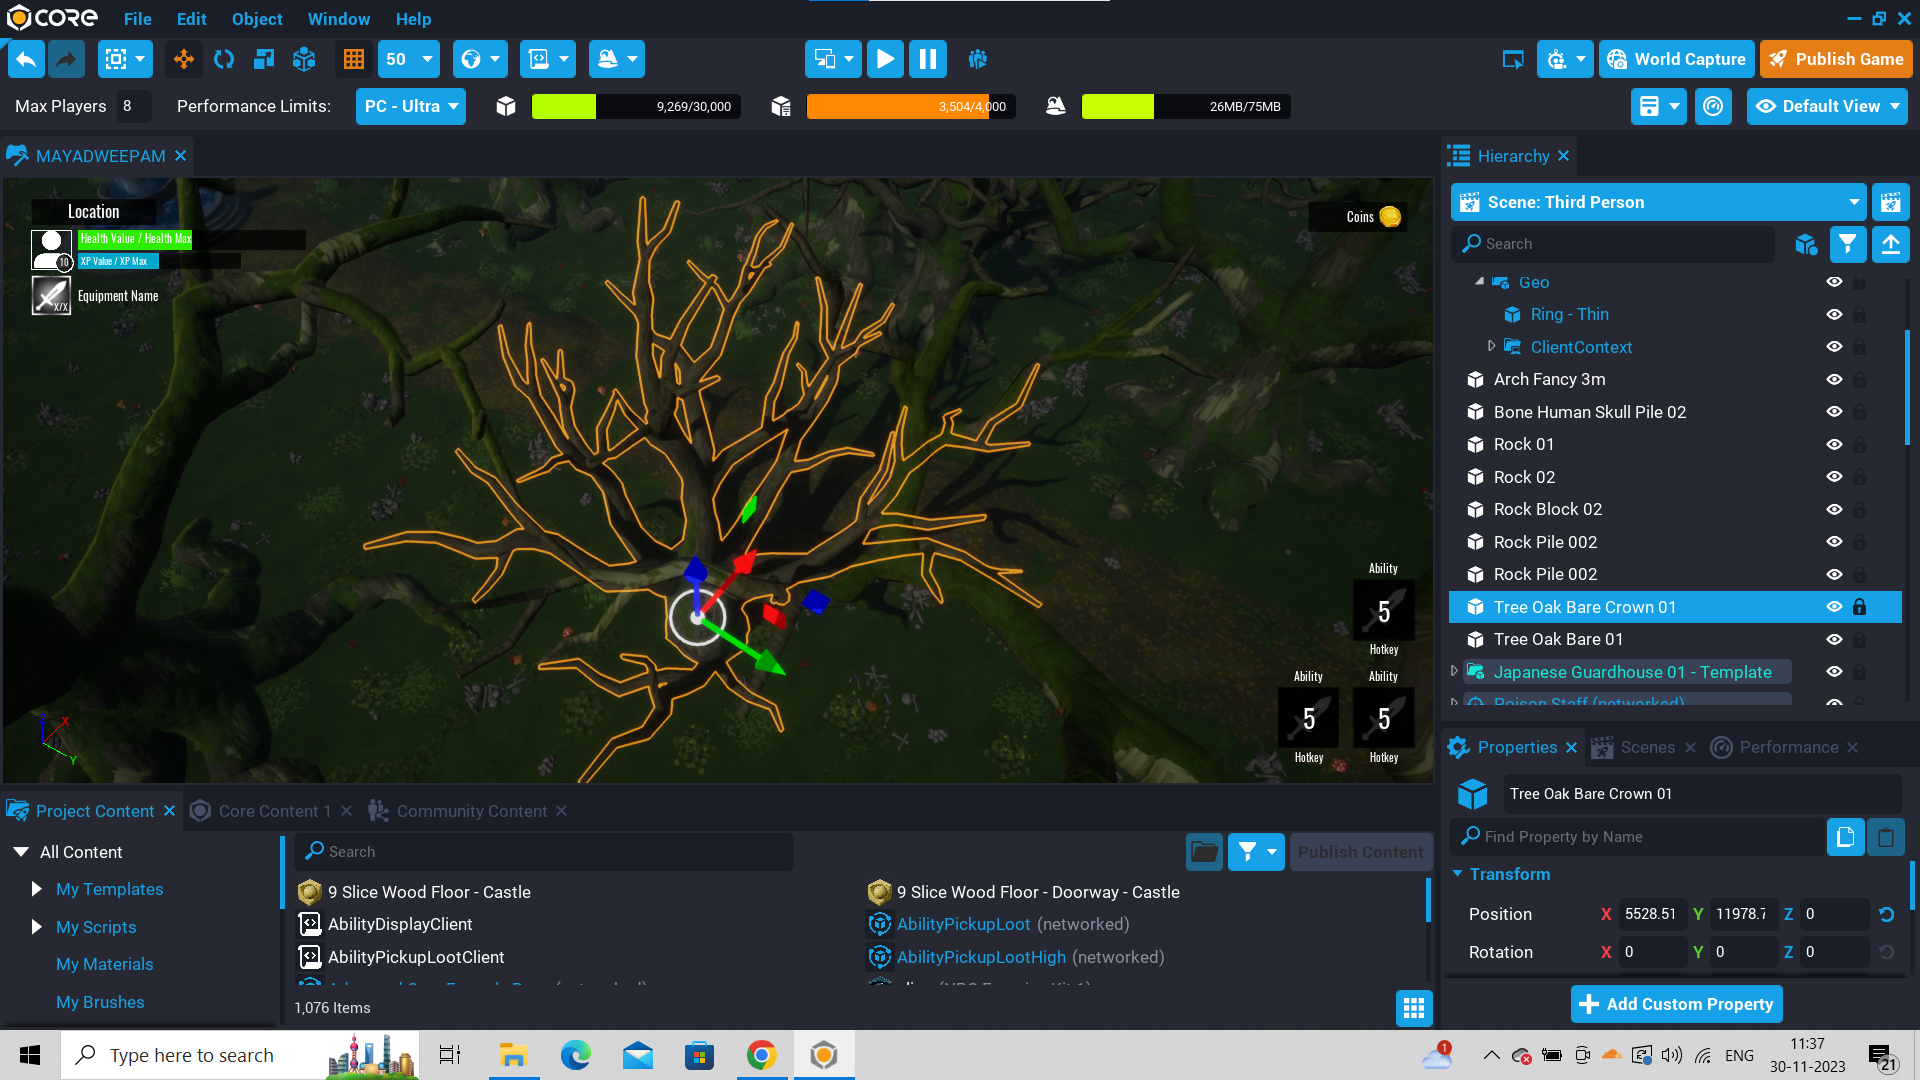 CORE File Edit Object Window Help
50 World Capture Publish Game
Max Players 8 Performance Limits: PC - Ultra 9,269/30,000 3,504/4,000 26MB/75MB Default View
MAYADWEEPAM
Location
Health Value / Health Max
XP Value / XP Max
10
Equipment Name
X/X
Coins
Ability
5
Hotkey
Ability Ability
5 5
Hotkey Hotkey
Z X Y
Hierarchy
Scene: Third Person
Search
Geo
Ring - Thin
ClientContext
Arch Fancy 3m
Bone Human Skull Pile 02
Rock 01
Rock 02
Rock Block 02
Rock Pile 002
Rock Pile 002
Tree Oak Bare Crown 01
Tree Oak Bare 01
Japanese Guardhouse 01 - Template
Poison Staff (networked)
Properties Scenes Performance
Tree Oak Bare Crown 01
Find Property by Name
Transform
Position X 5528.51 Y 11978.7 Z 0
Rotation X 0 Y 0 Z 0
Add Custom Property
Project Content Core Content 1 Community Content
All Content
My Templates
My Scripts
My Materials
My Brushes
Search
Publish Content
9 Slice Wood Floor - Castle 9 Slice Wood Floor - Doorway - Castle
AbilityDisplayClient AbilityPickupLoot (networked)
AbilityPickupLootClient AbilityPickupLootHigh (networked)
1,076 Items
Type here to search
1
ENG
11:37
30-11-2023
21